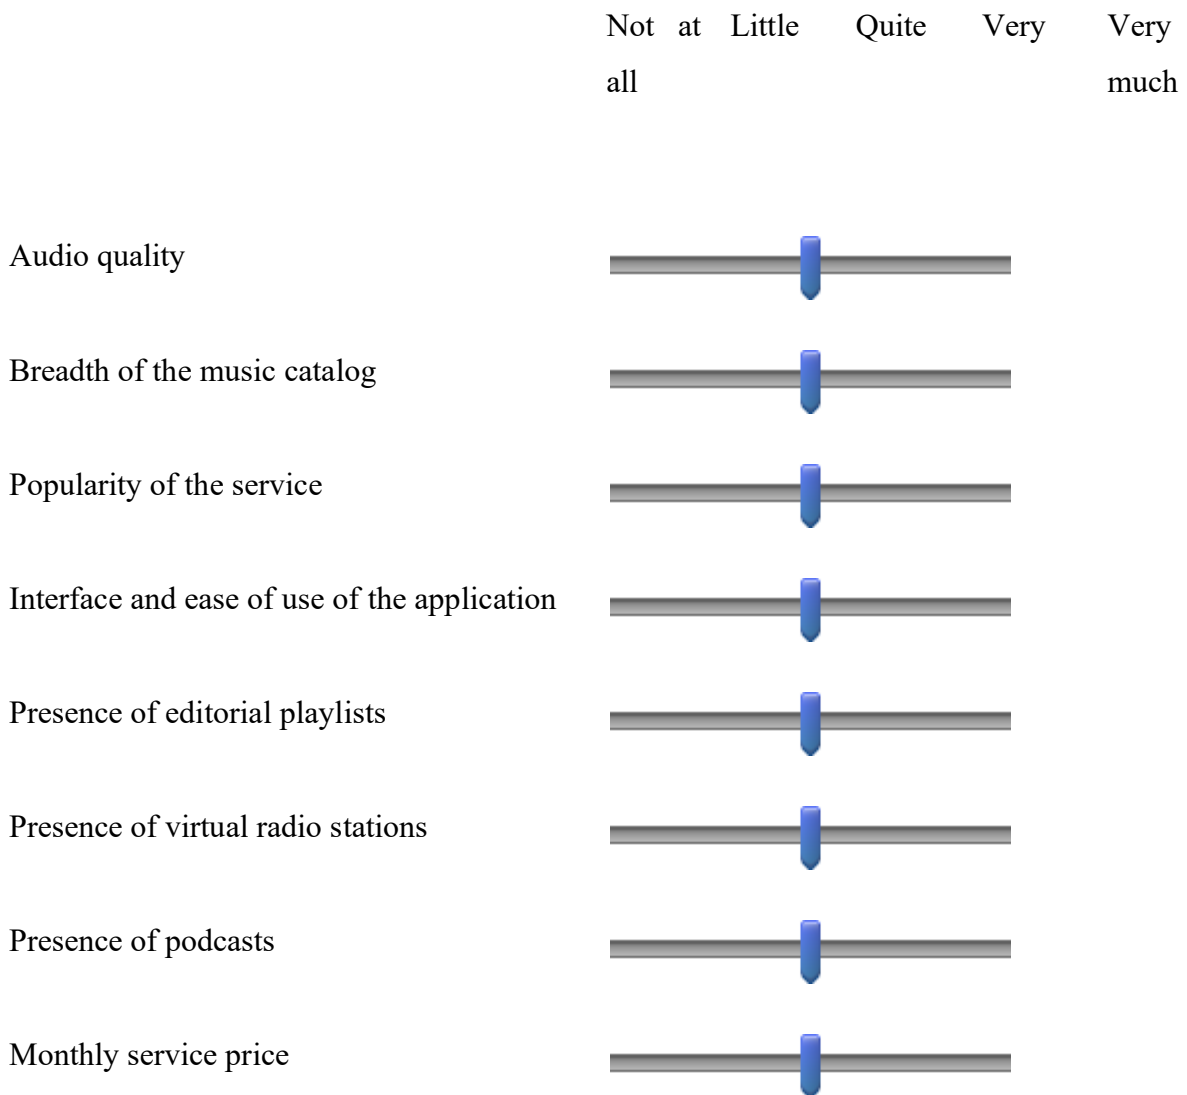 Not at Little Quite Very Very
all much
Audio quality
Breadth of the music catalog
Popularity of the service
Interface and ease of use of the application
Presence of editorial playlists
Presence of virtual radio stations
Presence of podcasts
Monthly service price